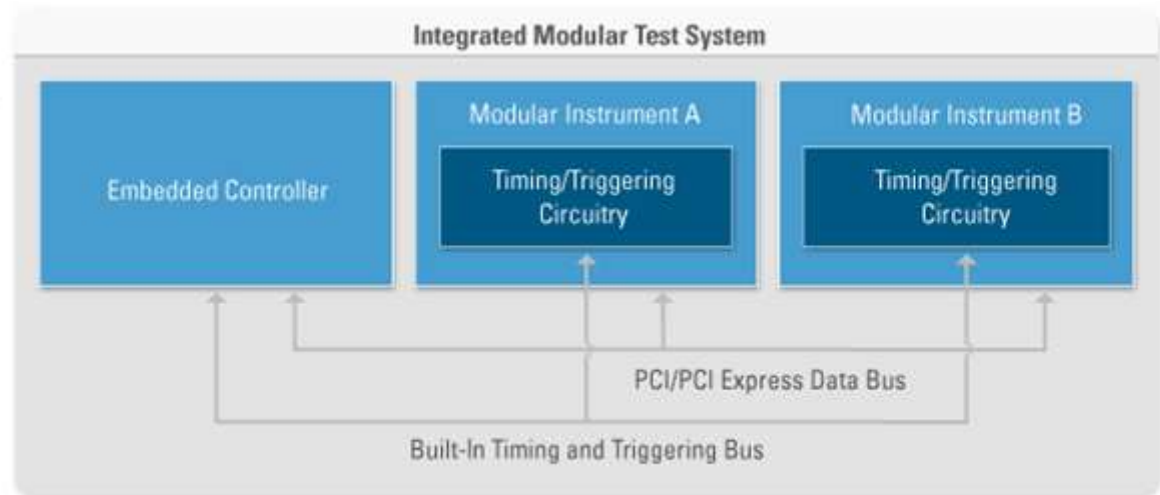 Integrated Modular Test System
Embedded Controller
Modular Instrument A
Timing/Triggering
Circuitry
Modular Instrument B
Timing/Triggering
Circuitry
PCI/PCI Express Data Bus
Built-In Timing and Triggering Bus